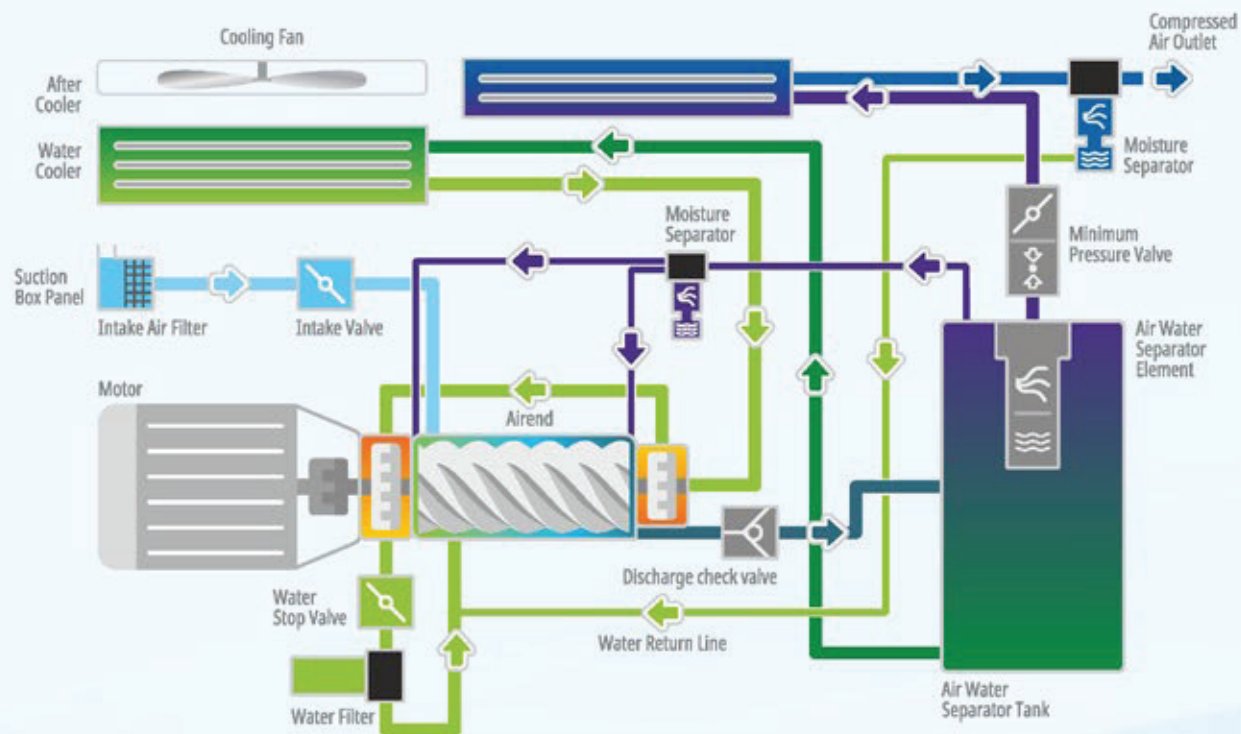 Cooling Fan
Compressed
Air Outlet
After
Cooler
Water
Cooler
Moisture
Separator
Moisture
Separator
Minimum
Pressure Valve
Suction
Box Panel
Intake Air Filter
Intake Valve
Air Water
Separator
Element
Motor
Airend
Discharge check valve
Water
Stop Valve
Water Return Line
Water Filter
Air Water
Separator Tank